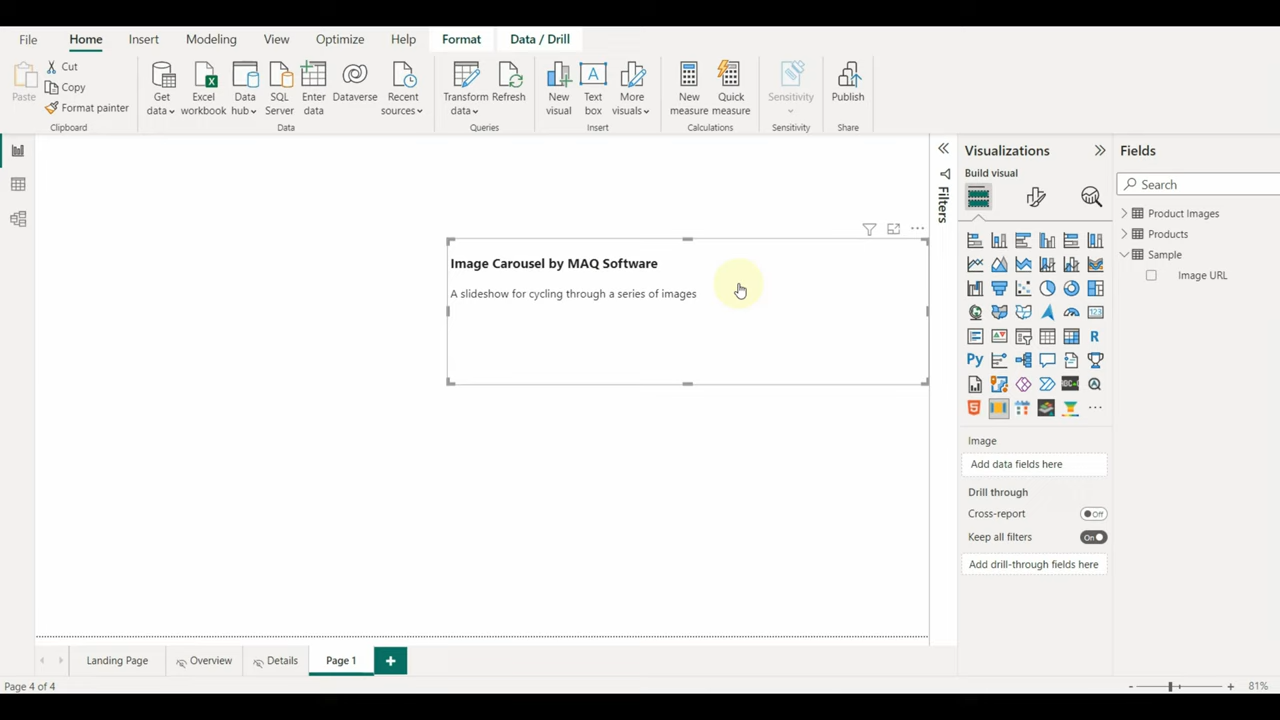 File Home Insert Modeling View Optimize Help Format Data / Drill
Paste
Cut
Copy
Format painter
Clipboard
Get data
Excel workbook
Data hub
SQL Server
Enter data
Dataverse
Recent sources
Data
Transform data
Refresh
Queries
New visual
Text box
More visuals
Insert
New measure
Quick measure
Calculations
Sensitivity
Sensitivity
Publish
Share
Image Carousel by MAQ Software
A slideshow for cycling through a series of images
Filters
Visualizations
Build visual
R
Py
123
Image
Add data fields here
Drill through
Cross-report Off
Keep all filters On
Add drill-through fields here
Fields
Search
Product Images
Products
Sample
Image URL
Landing Page Overview Details Page 1
Page 4 of 4
81%